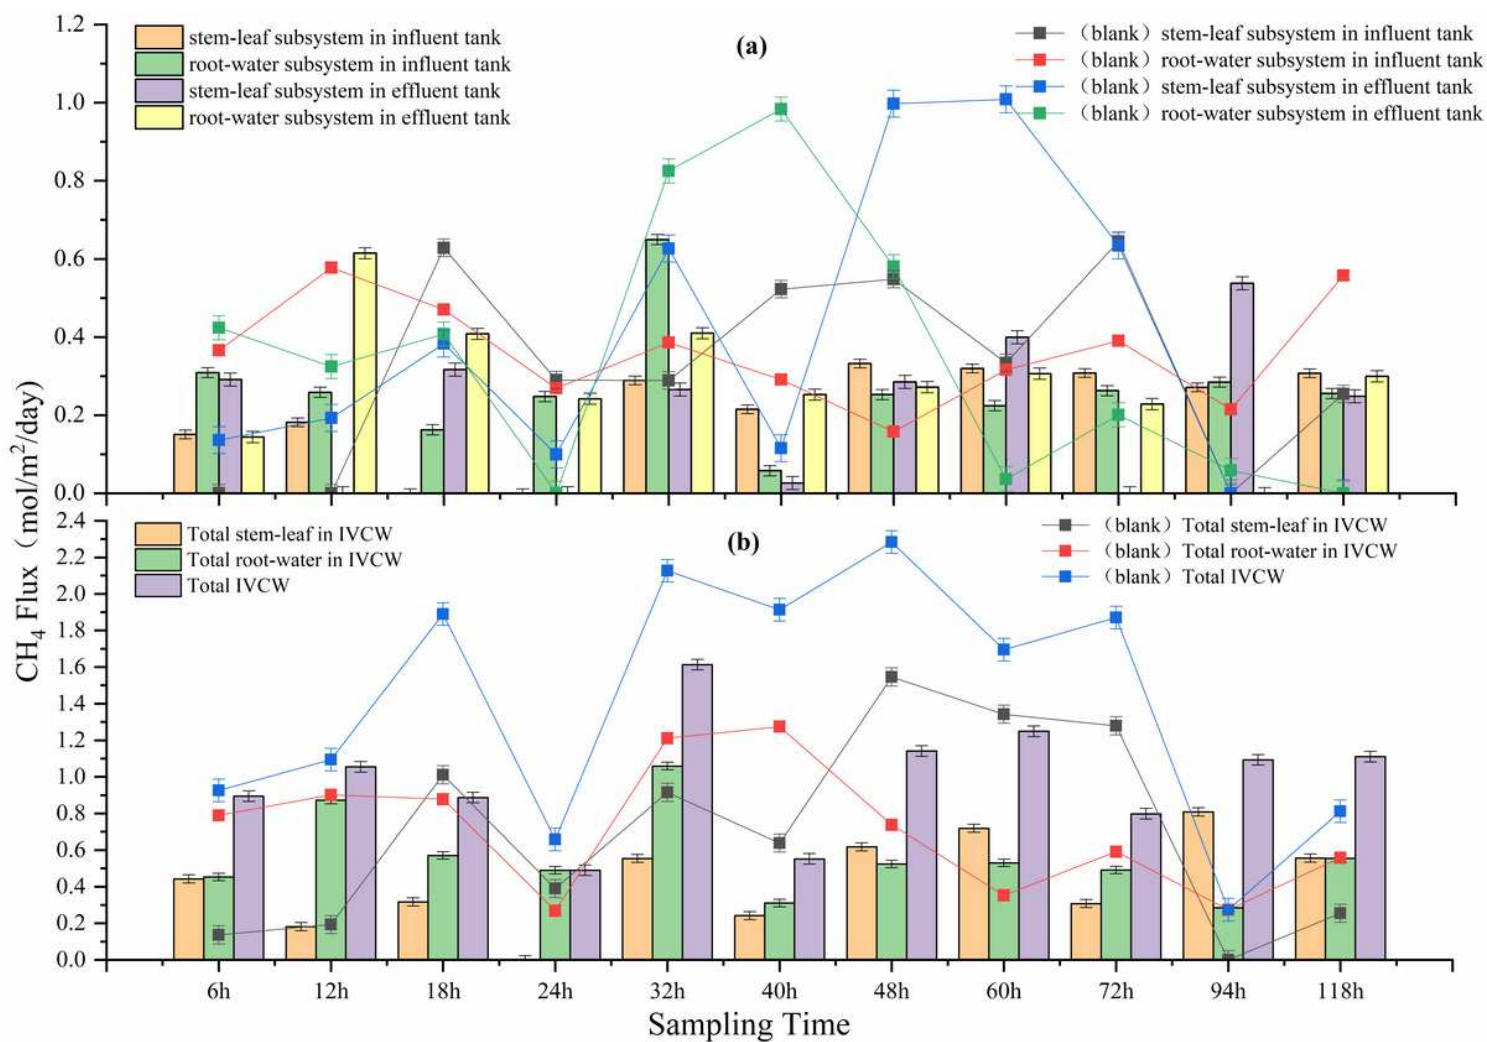 1.2
1.0
0.8
0.6
0.4
0.2
0.0
(a)
stem-leaf subsystem in influent tank
root-water subsystem in influent tank
stem-leaf subsystem in effluent tank
root-water subsystem in effluent tank
（blank）stem-leaf subsystem in influent tank
（blank）root-water subsystem in influent tank
（blank）stem-leaf subsystem in effluent tank
（blank）root-water subsystem in effluent tank
CH₄ Flux（mol/m²/day）
2.4
2.2
2.0
1.8
1.6
1.4
1.2
1.0
0.8
0.6
0.4
0.2
0.0
(b)
Total stem-leaf in IVCW
Total root-water in IVCW
Total IVCW
（blank）Total stem-leaf in IVCW
（blank）Total root-water in IVCW
（blank）Total IVCW
6h 12h 18h 24h 32h 40h 48h 60h 72h 94h 118h
Sampling Time